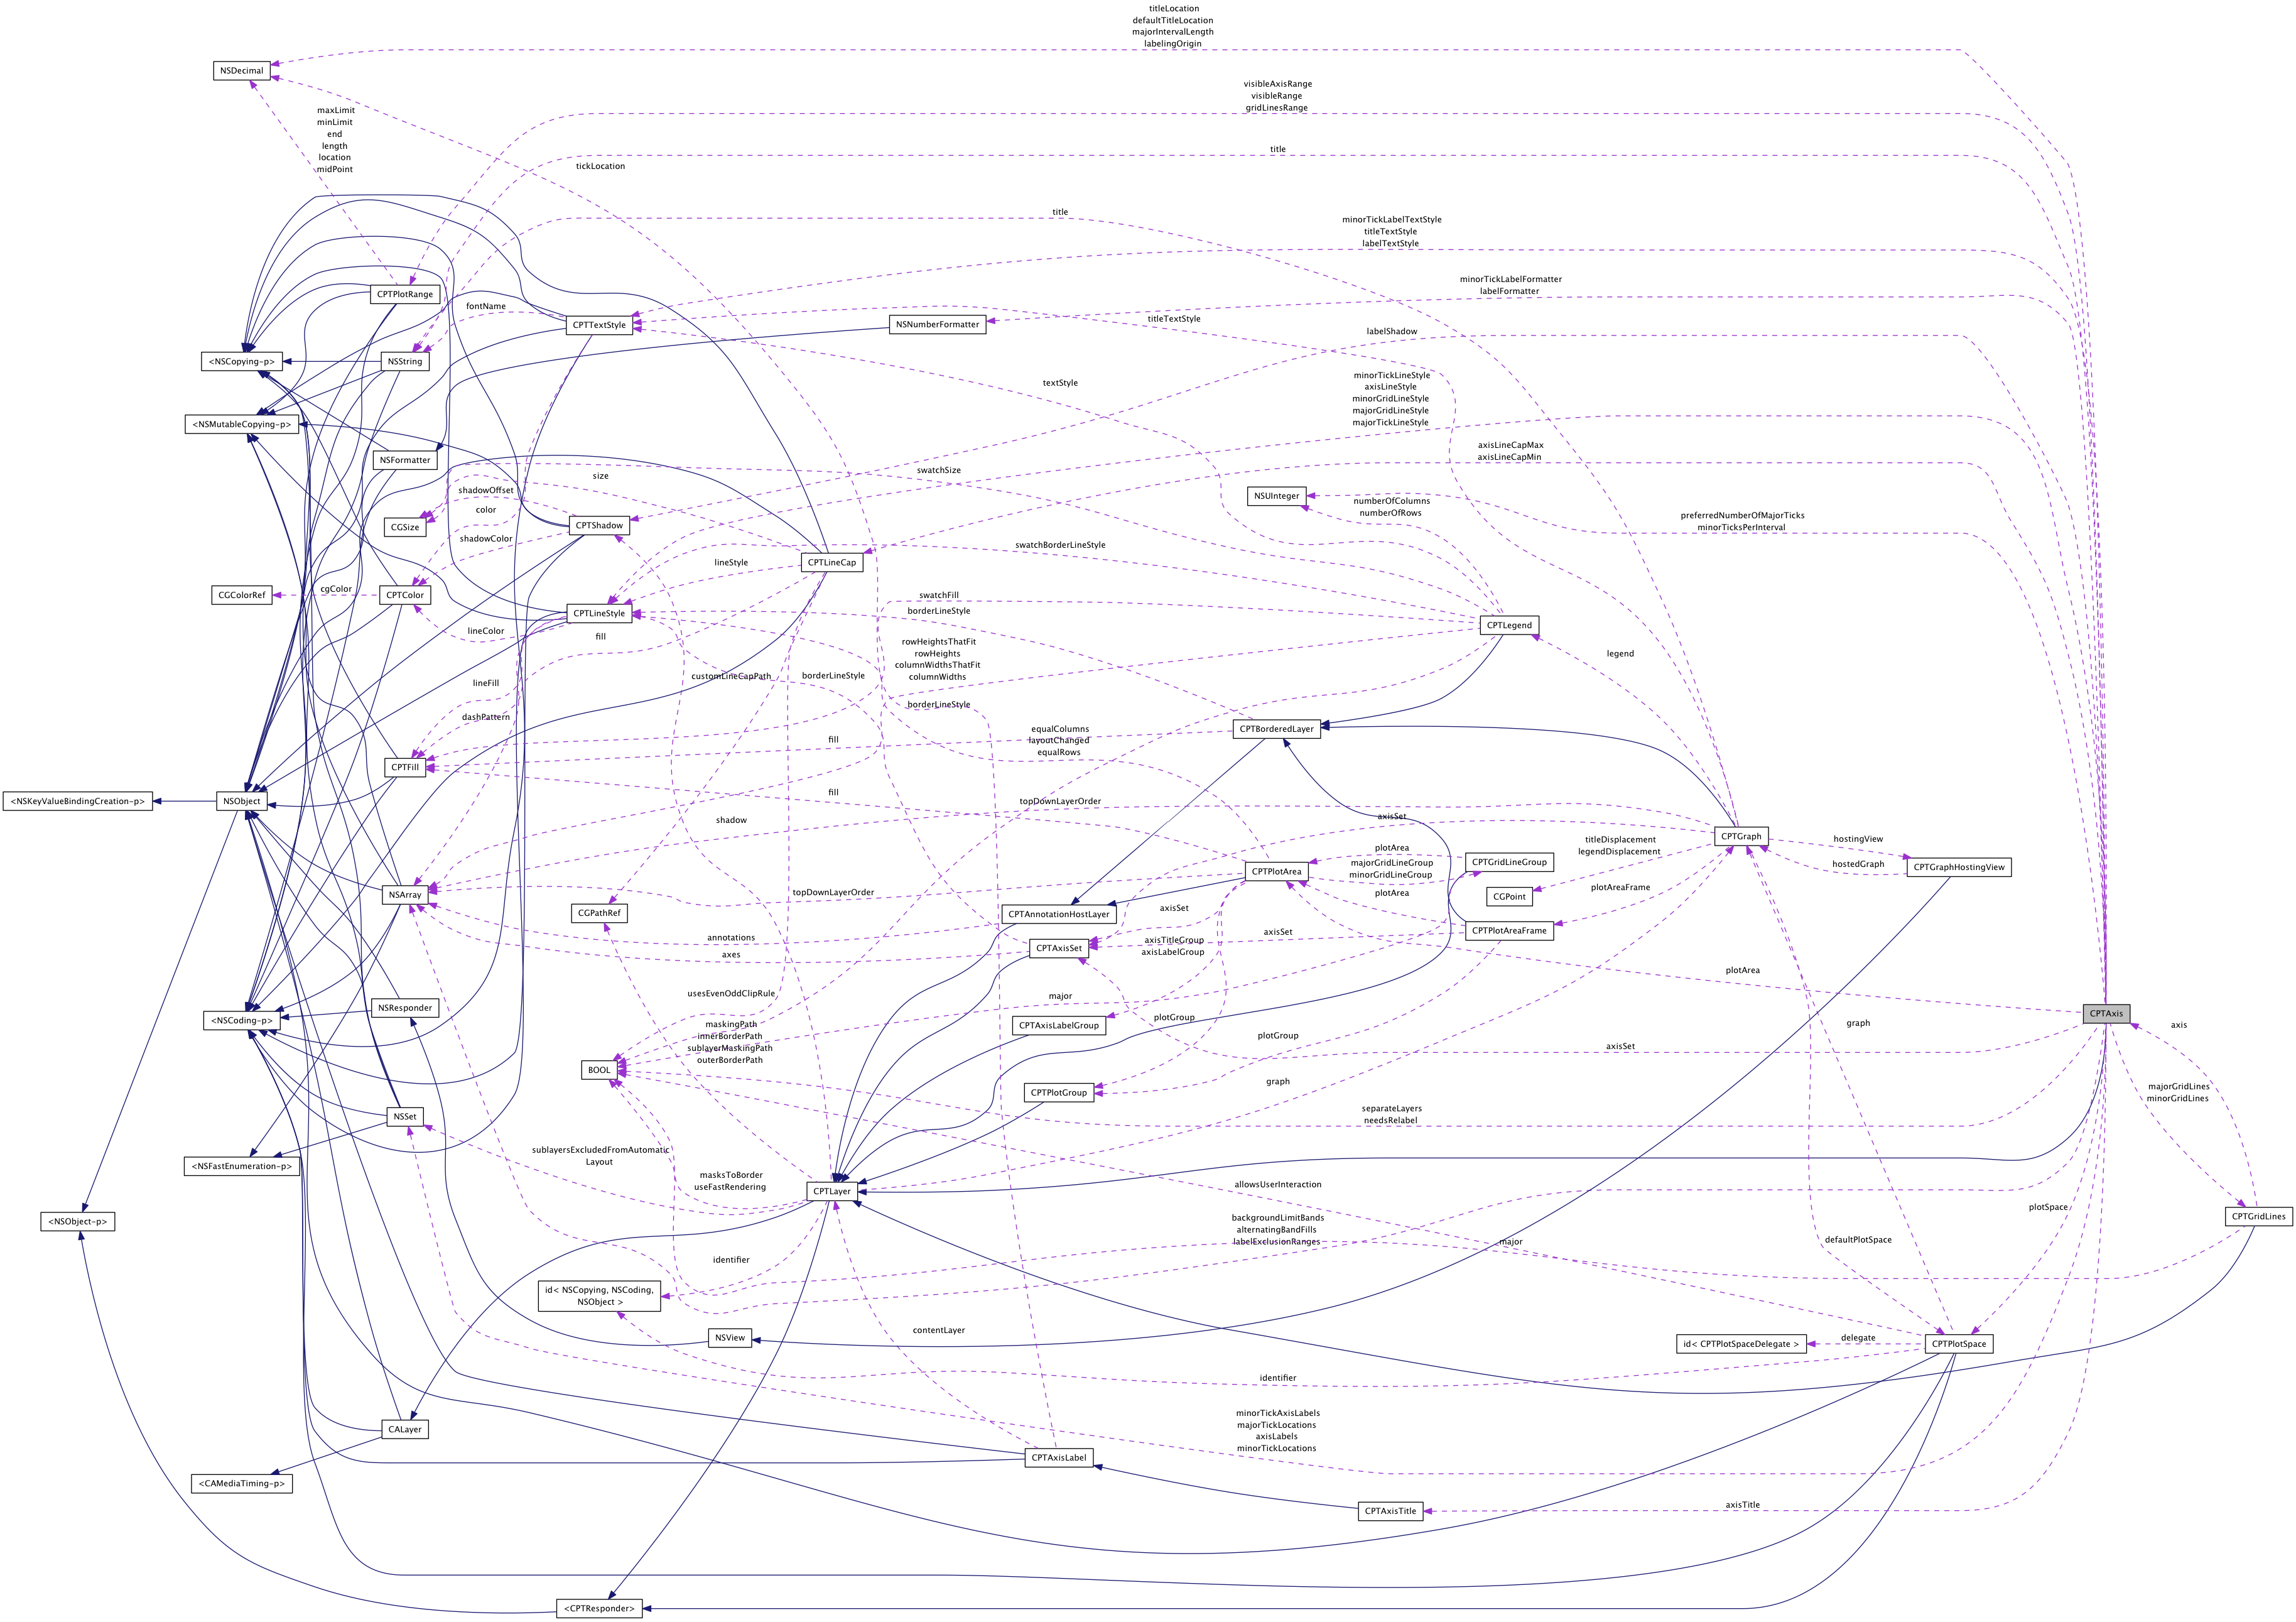 titleLocation
defaultTitleLocation
majorIntervalLength
labelingOrigin
NSDecimal
visibleAxisRange
visibleRange
gridLinesRange
maxLimit
minLimit
end
length
location
midPoint
title
tickLocation
title
minorTickLabelTextStyle
titleTextStyle
labelTextStyle
minorTickLabelFormatter
labelFormatter
CPTPlotRange
fontName
CPTTextStyle
NSNumberFormatter
titleTextStyle
labelShadow
<NSCopying-p>
NSString
textStyle
minorTickLineStyle
axisLineStyle
minorGridLineStyle
majorGridLineStyle
majorTickLineStyle
<NSMutableCopying-p>
NSFormatter
axisLineCapMax
axisLineCapMin
swatchSize
size
shadowOffset
NSUInteger
numberOfColumns
numberOfRows
preferredNumberOfMajorTicks
minorTicksPerInterval
color
CGSize
CPTShadow
shadowColor
swatchBorderLineStyle
lineStyle
CPTLineCap
cgColor
CGColorRef
CPTColor
swatchFill
CPTLineStyle
borderLineStyle
CPTLegend
lineColor
fill
rowHeightsThatFit
rowHeights
columnWidthsThatFit
columnWidths
legend
lineFill
customLineCapPath
borderLineStyle
borderLineStyle
dashPattern
equalColumns
layoutChanged
equalRows
CPTBorderedLayer
fill
CPTFill
<NSKeyValueBindingCreation-p>
NSObject
fill
topDownLayerOrder
shadow
axisSet
titleDisplacement
legendDisplacement
CPTGraph
hostingView
plotArea
CPTGridLineGroup
hostedGraph
CPTGraphHostingView
majorGridLineGroup
minorGridLineGroup
CPTPlotArea
plotAreaFrame
NSArray
topDownLayerOrder
plotArea
CGPoint
CGPathRef
CPTAnnotationHostLayer
axisSet
axisSet
CPTPlotAreaFrame
annotations
CPTAxisSet
axisTitleGroup
axisLabelGroup
axes
plotArea
usesEvenOddClipRule
major
NSResponder
<NSCoding-p>
CPTAxis
maskingPath
innerBorderPath
sublayerMaskingPath
outerBorderPath
CPTAxisLabelGroup
plotGroup
plotGroup
graph
axis
axisSet
BOOL
graph
CPTPlotGroup
majorGridLines
minorGridLines
NSSet
separateLayers
needsRelabel
sublayersExcludedFromAutomatic
Layout
<NSFastEnumeration-p>
masksToBorder
useFastRendering
CPTLayer
allowsUserInteraction
plotSpace
<NSObject-p>
CPTGridLines
backgroundLimitBands
alternatingBandFills
labelExclusionRanges
major
defaultPlotSpace
identifier
id< NSCopying, NSCoding,
NSObject >
contentLayer
NSView
id< CPTPlotSpaceDelegate >
delegate
CPTPlotSpace
identifier
minorTickAxisLabels
majorTickLocations
axisLabels
minorTickLocations
CALayer
CPTAxisLabel
<CAMediaTiming-p>
CPTAxisTitle
axisTitle
<CPTResponder>